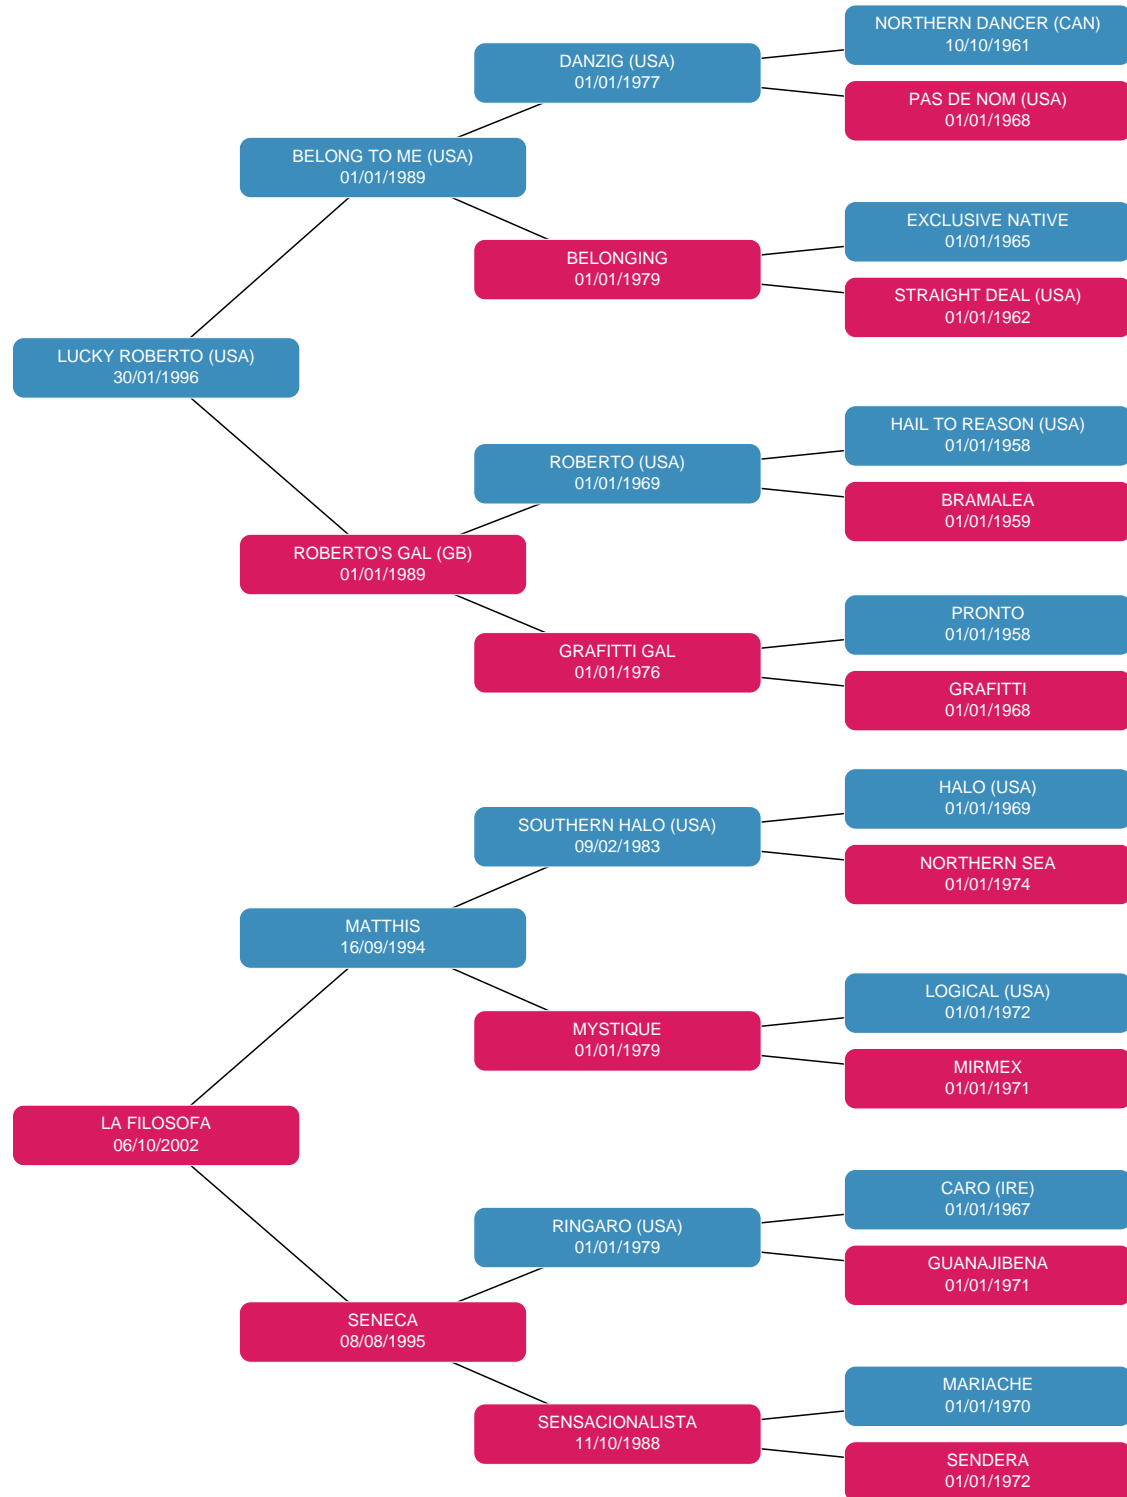 NORTHERN DANCER (CAN)
10/10/1961
DANZIG (USA)
01/01/1977
PAS DE NOM (USA)
01/01/1968
BELONG TO ME (USA)
01/01/1989
EXCLUSIVE NATIVE
01/01/1965
BELONGING
01/01/1979
STRAIGHT DEAL (USA)
01/01/1962
LUCKY ROBERTO (USA)
30/01/1996
HAIL TO REASON (USA)
01/01/1958
ROBERTO (USA)
01/01/1969
BRAMALEA
01/01/1959
ROBERTO'S GAL (GB)
01/01/1989
PRONTO
01/01/1958
GRAFITTI GAL
01/01/1976
GRAFITTI
01/01/1968
HALO (USA)
01/01/1969
SOUTHERN HALO (USA)
09/02/1983
NORTHERN SEA
01/01/1974
MATTHIS
16/09/1994
LOGICAL (USA)
01/01/1972
MYSTIQUE
01/01/1979
MIRMEX
01/01/1971
LA FILOSOFA
06/10/2002
CARO (IRE)
01/01/1967
RINGARO (USA)
01/01/1979
GUANAJIBENA
01/01/1971
SENECA
08/08/1995
MARIACHE
01/01/1970
SENSACIONALISTA
11/10/1988
SENDERA
01/01/1972